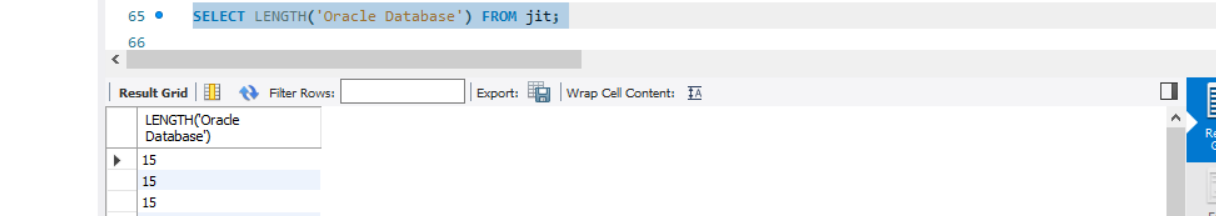 65 SELECT LENGTH('Oracle Database') FROM jit;
66
Result Grid Filter Rows: Export: Wrap Cell Content: IA
LENGTH('Oracle
Database')
15
15
15